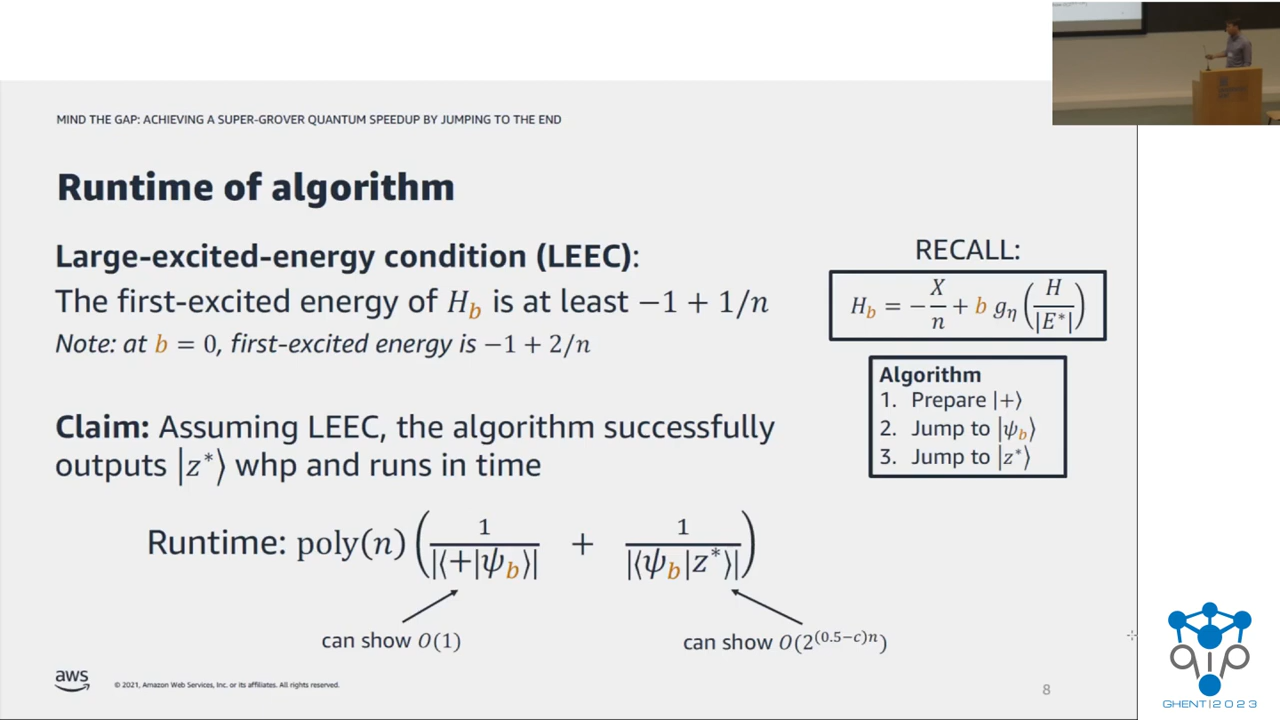 MIND THE GAP: ACHIEVING A SUPER-GROVER QUANTUM SPEEDUP BY JUMPING TO THE END
Runtime of algorithm
Large-excited-energy condition (LEEC):
The first-excited energy of H_b is at least −1 + 1/n
Note: at b = 0, first-excited energy is −1 + 2/n
Claim: Assuming LEEC, the algorithm successfully
outputs |z*⟩ whp and runs in time
Runtime: poly(n) ( 1/|⟨+|ψ_b⟩| + 1/|⟨ψ_b|z*⟩| )
can show O(1)
can show O(2^{(0.5−c)n})
RECALL:
H_b = −X/n + b g_η (H/|E*|)
Algorithm
1. Prepare |+⟩
2. Jump to |ψ_b⟩
3. Jump to |z*⟩
aws
© 2021, Amazon Web Services, Inc. or its affiliates. All rights reserved.
8
qip
GHENT|2023